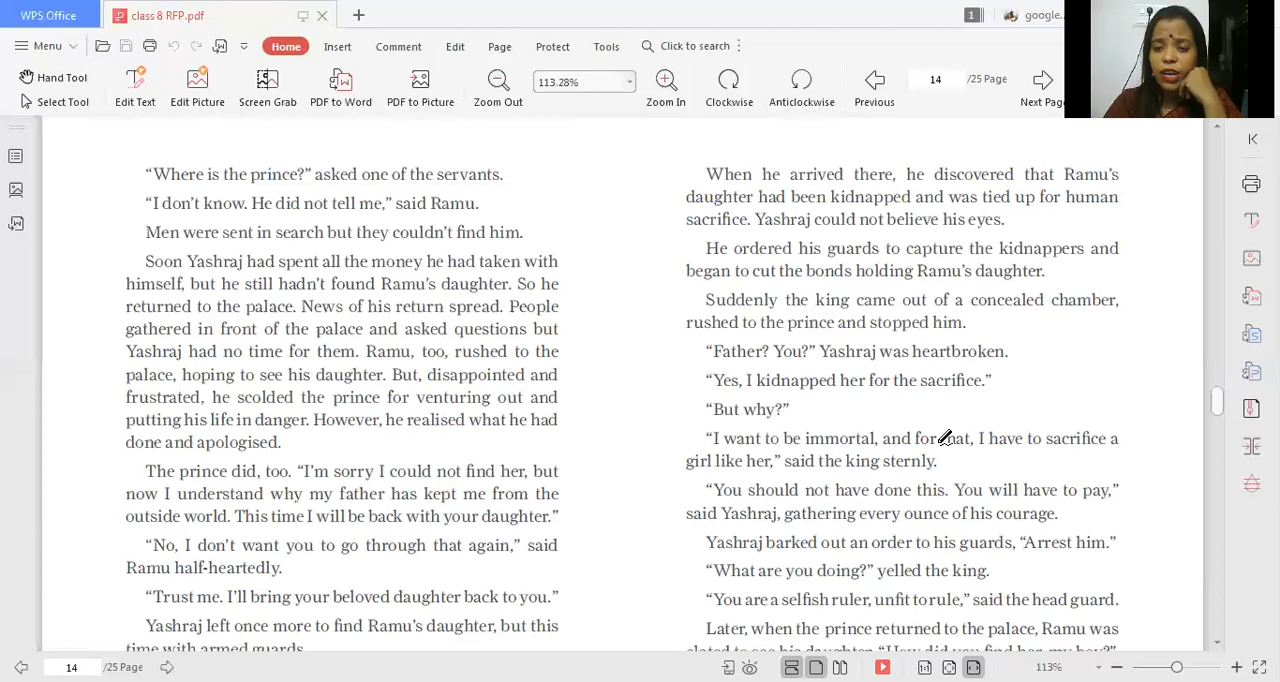 WPS Office
class 8 RFP.pdf
1
google...
Menu
Home
Insert
Comment
Edit
Page
Protect
Tools
Click to search
Hand Tool
Select Tool
Edit Text
Edit Picture
Screen Grab
PDF to Word
PDF to Picture
Zoom Out
113.28%
Zoom In
Clockwise
Anticlockwise
Previous
14
/25 Page
Next Pag
“Where is the prince?” asked one of the servants.
“I don’t know. He did not tell me,” said Ramu.
Men were sent in search but they couldn’t find him.
Soon Yashraj had spent all the money he had taken with
himself, but he still hadn’t found Ramu’s daughter. So he
returned to the palace. News of his return spread. People
gathered in front of the palace and asked questions but
Yashraj had no time for them. Ramu, too, rushed to the
palace, hoping to see his daughter. But, disappointed and
frustrated, he scolded the prince for venturing out and
putting his life in danger. However, he realised what he had
done and apologised.
The prince did, too. “I’m sorry I could not find her, but
now I understand why my father has kept me from the
outside world. This time I will be back with your daughter.”
“No, I don’t want you to go through that again,” said
Ramu half-heartedly.
“Trust me. I’ll bring your beloved daughter back to you.”
Yashraj left once more to find Ramu’s daughter, but this
time with armed guards.
When he arrived there, he discovered that Ramu’s
daughter had been kidnapped and was tied up for human
sacrifice. Yashraj could not believe his eyes.
He ordered his guards to capture the kidnappers and
began to cut the bonds holding Ramu’s daughter.
Suddenly the king came out of a concealed chamber,
rushed to the prince and stopped him.
“Father? You?” Yashraj was heartbroken.
“Yes, I kidnapped her for the sacrifice.”
“But why?”
“I want to be immortal, and for that, I have to sacrifice a
girl like her,” said the king sternly.
“You should not have done this. You will have to pay,”
said Yashraj, gathering every ounce of his courage.
Yashraj barked out an order to his guards, “Arrest him.”
“What are you doing?” yelled the king.
“You are a selfish ruler, unfit to rule,” said the head guard.
Later, when the prince returned to the palace, Ramu was
elated to see his daughter. “How did you find her, my boy?”
14
/25 Page
113%